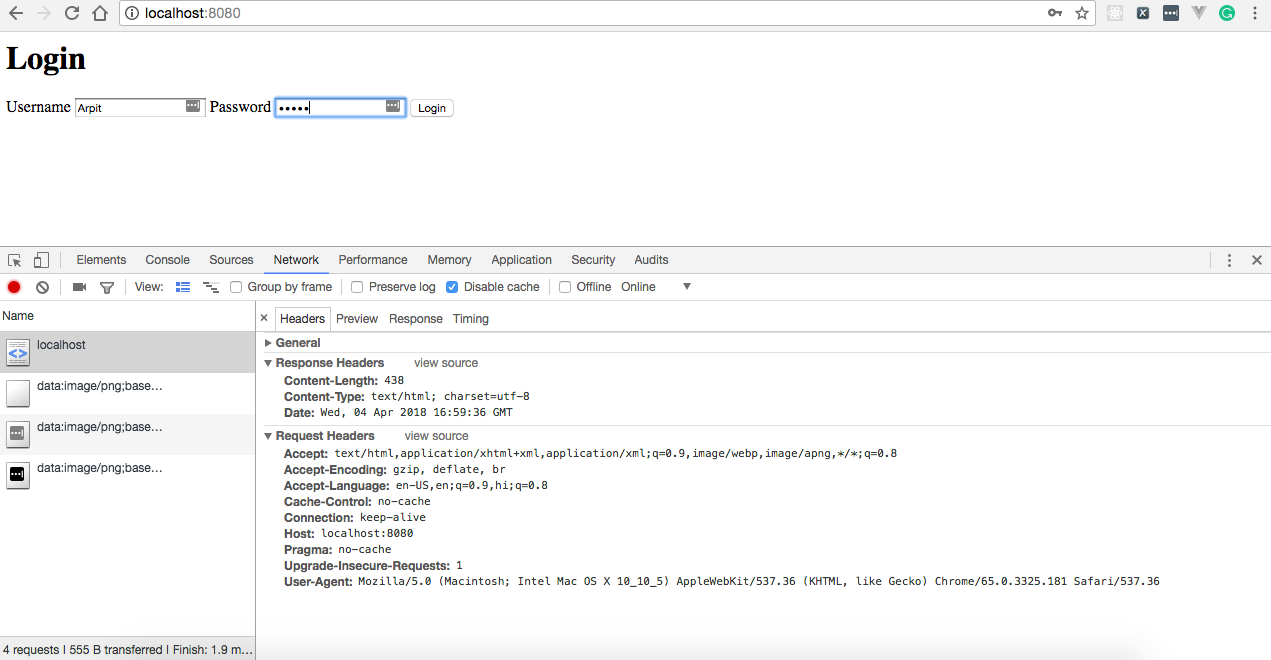 localhost:8080
Login
Username Arpit Password ••••• Login
Elements Console Sources Network Performance Memory Application Security Audits
View: Group by frame Preserve log Disable cache Offline Online
Name
localhost
data:image/png;base…
data:image/png;base…
data:image/png;base…
4 requests I 555 B transferred I Finish: 1.9 m…
Headers Preview Response Timing
General
Response Headers view source
Content-Length: 438
Content-Type: text/html; charset=utf-8
Date: Wed, 04 Apr 2018 16:59:36 GMT
Request Headers view source
Accept: text/html,application/xhtml+xml,application/xml;q=0.9,image/webp,image/apng,*/*;q=0.8
Accept-Encoding: gzip, deflate, br
Accept-Language: en-US,en;q=0.9,hi;q=0.8
Cache-Control: no-cache
Connection: keep-alive
Host: localhost:8080
Pragma: no-cache
Upgrade-Insecure-Requests: 1
User-Agent: Mozilla/5.0 (Macintosh; Intel Mac OS X 10_10_5) AppleWebKit/537.36 (KHTML, like Gecko) Chrome/65.0.3325.181 Safari/537.36